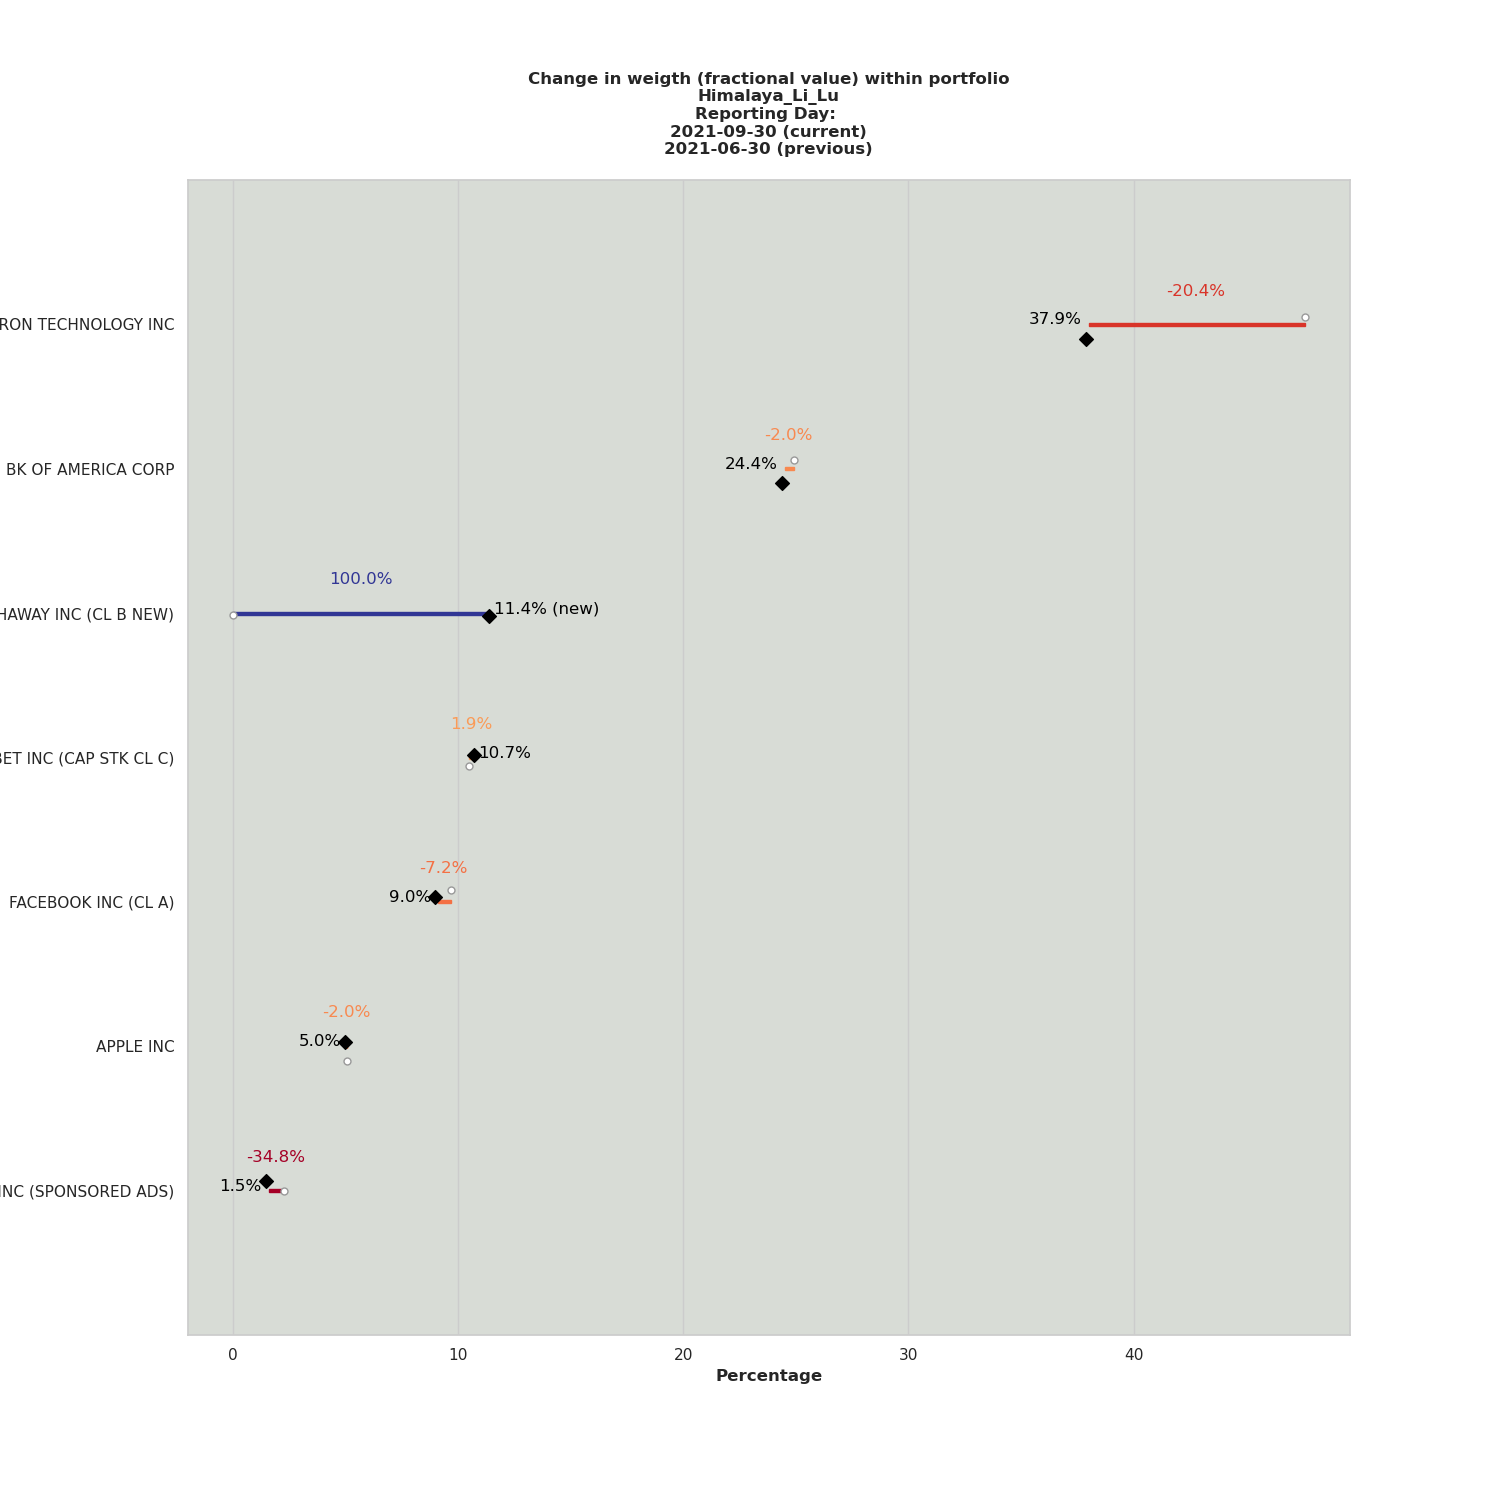 Change in weigth (fractional value) within portfolio
Himalaya_Li_Lu
Reporting Day:
2021-09-30 (current)
2021-06-30 (previous)
-20.4%
RON TECHNOLOGY INC
37.9%
-2.0%
BK OF AMERICA CORP
24.4%
100.0%
HAWAY INC (CL B NEW)
11.4% (new)
1.9%
BET INC (CAP STK CL C)
10.7%
-7.2%
FACEBOOK INC (CL A)
9.0%
-2.0%
APPLE INC
5.0%
-34.8%
INC (SPONSORED ADS)
1.5%
0 10 20 30 40
Percentage